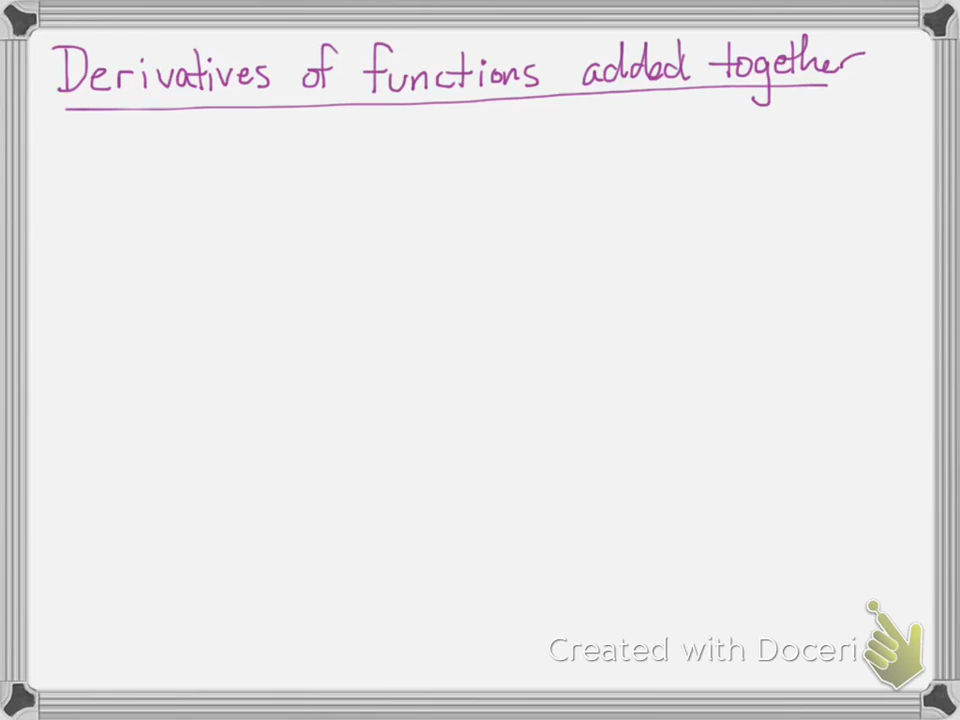 Derivatives of functions added together
Created with Doceri